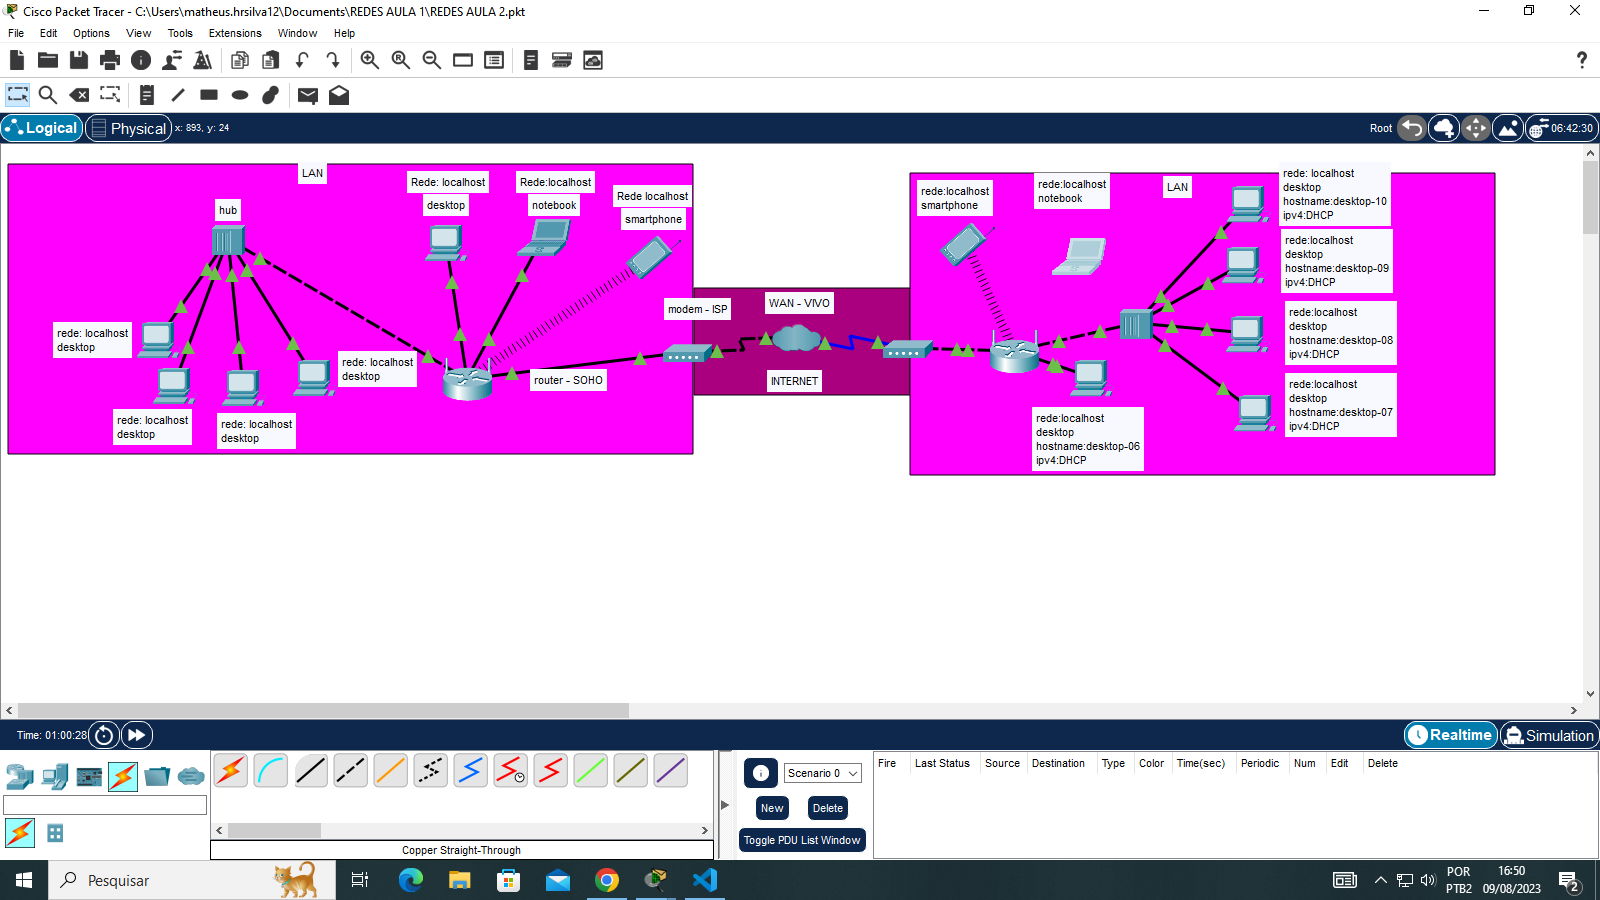 Cisco Packet Tracer - C:\Users\matheus.hrsilva12\Documents\REDES AULA 1\REDES AULA 2.pkt
File Edit Options View Tools Extensions Window Help
Logical Physical x: 893, y: 24 Root 06:42:30
LAN
hub
Rede: localhost
desktop
Rede:localhost
notebook
Rede localhost
smartphone
rede: localhost
desktop
rede: localhost
desktop
rede: localhost
desktop
rede: localhost
desktop
router - SOHO
modem - ISP
WAN - VIVO
INTERNET
rede:localhost
smartphone
rede:localhost
notebook
LAN
rede: localhost
desktop
hostname:desktop-10
ipv4:DHCP
rede:localhost
desktop
hostname:desktop-09
ipv4:DHCP
rede:localhost
desktop
hostname:desktop-08
ipv4:DHCP
rede:localhost
desktop
hostname:desktop-07
ipv4:DHCP
rede:localhost
desktop
hostname:desktop-06
ipv4:DHCP
Time: 01:00:28 Realtime Simulation
Scenario 0
New Delete
Toggle PDU List Window
Fire Last Status Source Destination Type Color Time(sec) Periodic Num Edit Delete
Copper Straight-Through
Pesquisar
POR
PTB2
16:50
09/08/2023
2